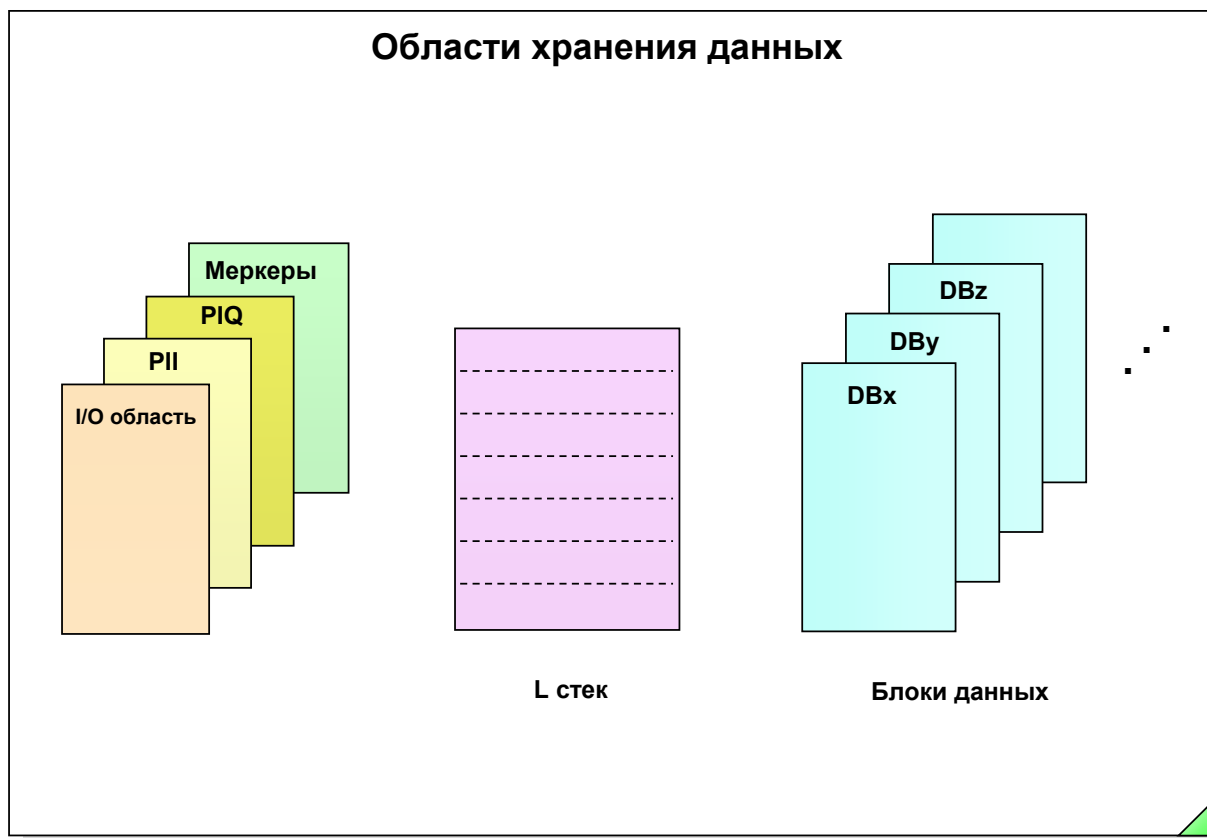 Области хранения данных
Меркеры
PIQ
PII
I/O область
DBz
DBy
DBx
L стек
Блоки данных